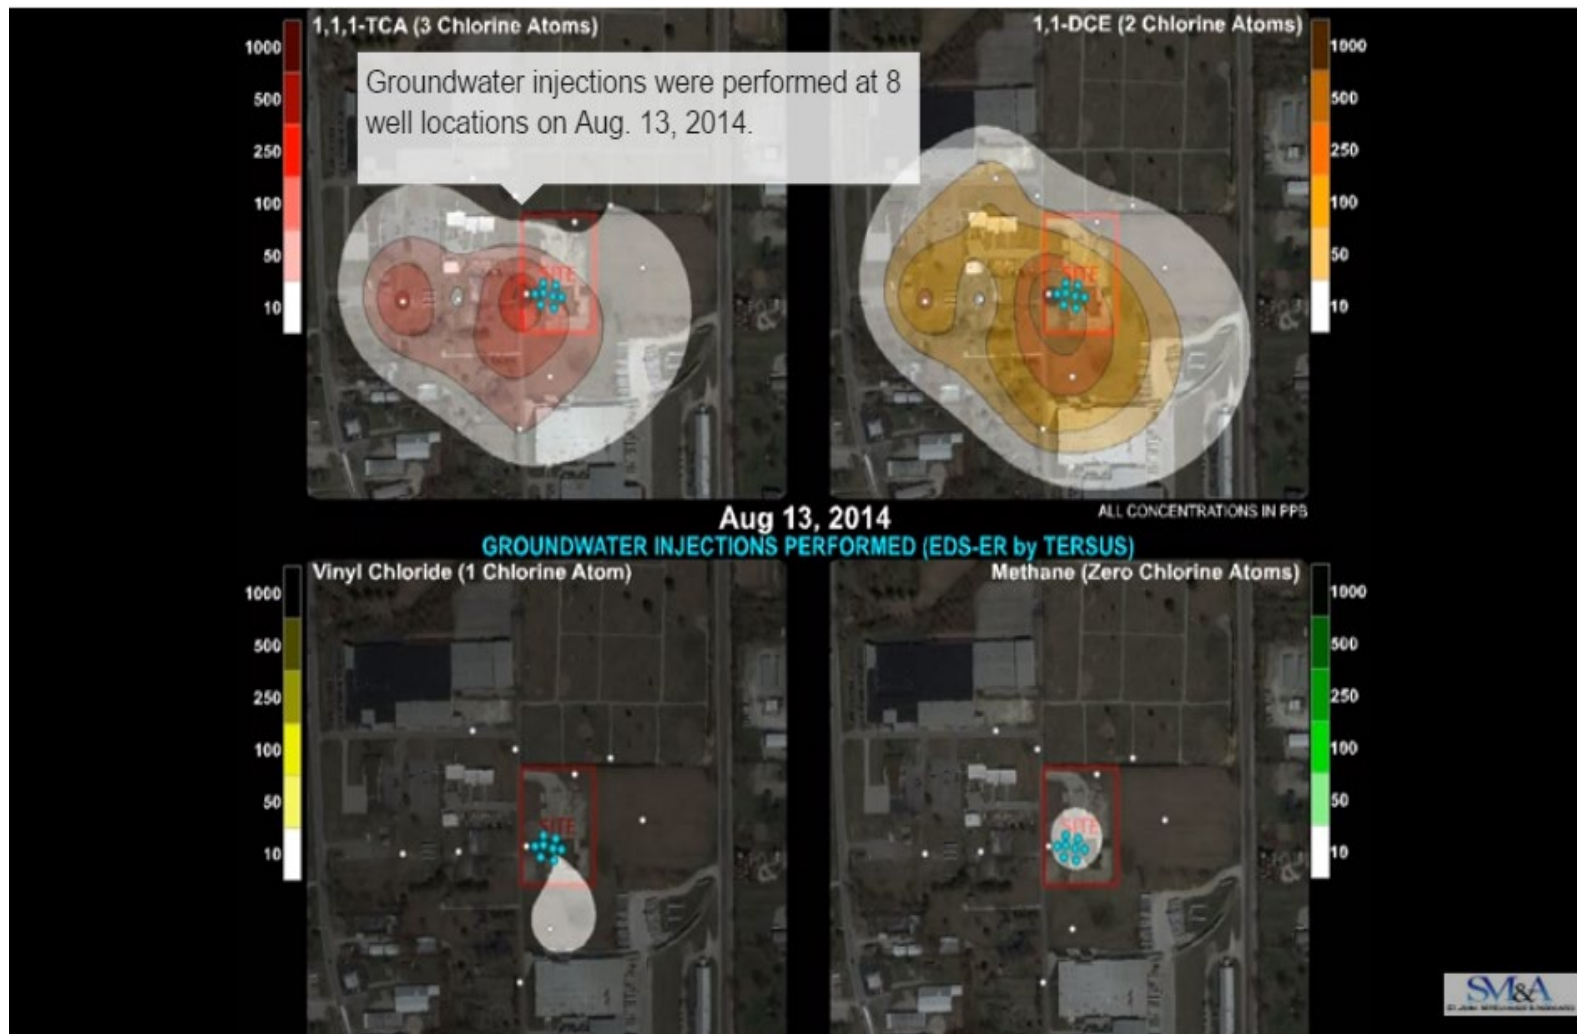 1,1,1-TCA (3 Chlorine Atoms)
1000
500
250
100
50
10
Groundwater injections were performed at 8
well locations on Aug. 13, 2014.
SITE
1,1-DCE (2 Chlorine Atoms)
1000
500
250
100
50
10
SITE
ALL CONCENTRATIONS IN PPB
Aug 13, 2014
GROUNDWATER INJECTIONS PERFORMED (EDS-ER by TERSUS)
Vinyl Chloride (1 Chlorine Atom)
1000
500
250
100
50
10
SITE
Methane (Zero Chlorine Atoms)
1000
500
250
100
50
10
SITE
SM&A